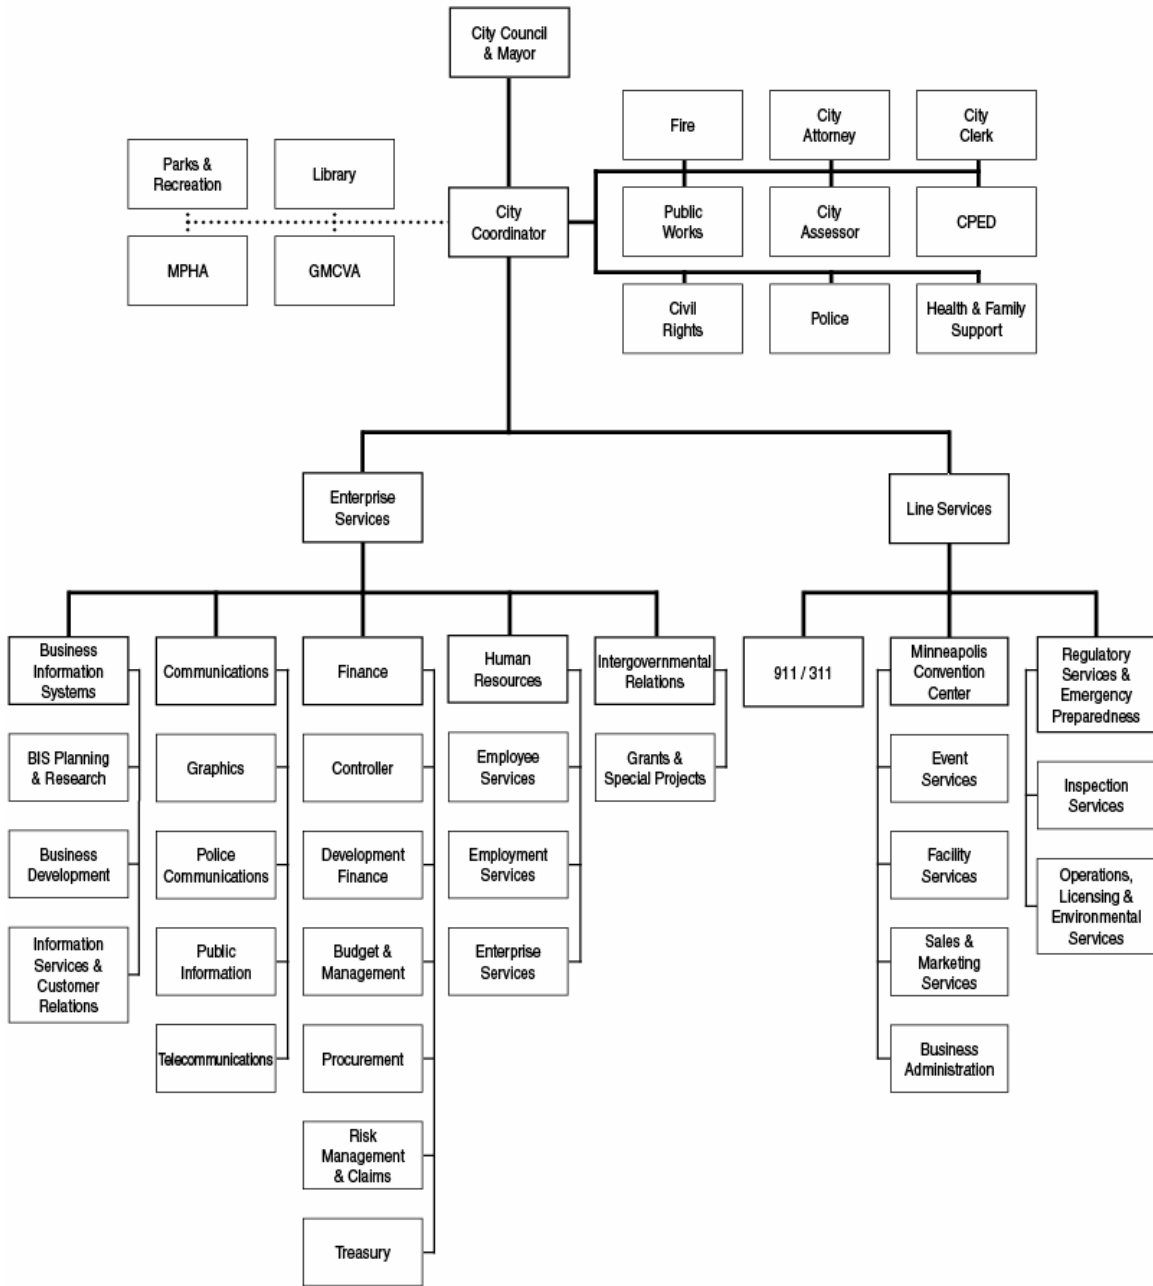 City Council
& Mayor
Fire
City
Attorney
City
Clerk
Parks &
Recreation
Library
City
Coordinator
Public
Works
City
Assessor
CPED
MPHA
GMCVA
Civil
Rights
Police
Health & Family
Support
Enterprise
Services
Line Services
Business
Information
Systems
Communications
Finance
Human
Resources
Intergovernmental
Relations
911 / 311
Minneapolis
Convention
Center
Regulatory
Services &
Emergency
Preparedness
BIS Planning
& Research
Graphics
Controller
Employee
Services
Grants &
Special Projects
Event
Services
Inspection
Services
Business
Development
Police
Communications
Development
Finance
Employment
Services
Facility
Services
Operations,
Licensing &
Environmental
Services
Information
Services &
Customer
Relations
Public
Information
Budget &
Management
Enterprise
Services
Sales &
Marketing
Services
Telecommunications
Procurement
Business
Administration
Risk
Management
& Claims
Treasury